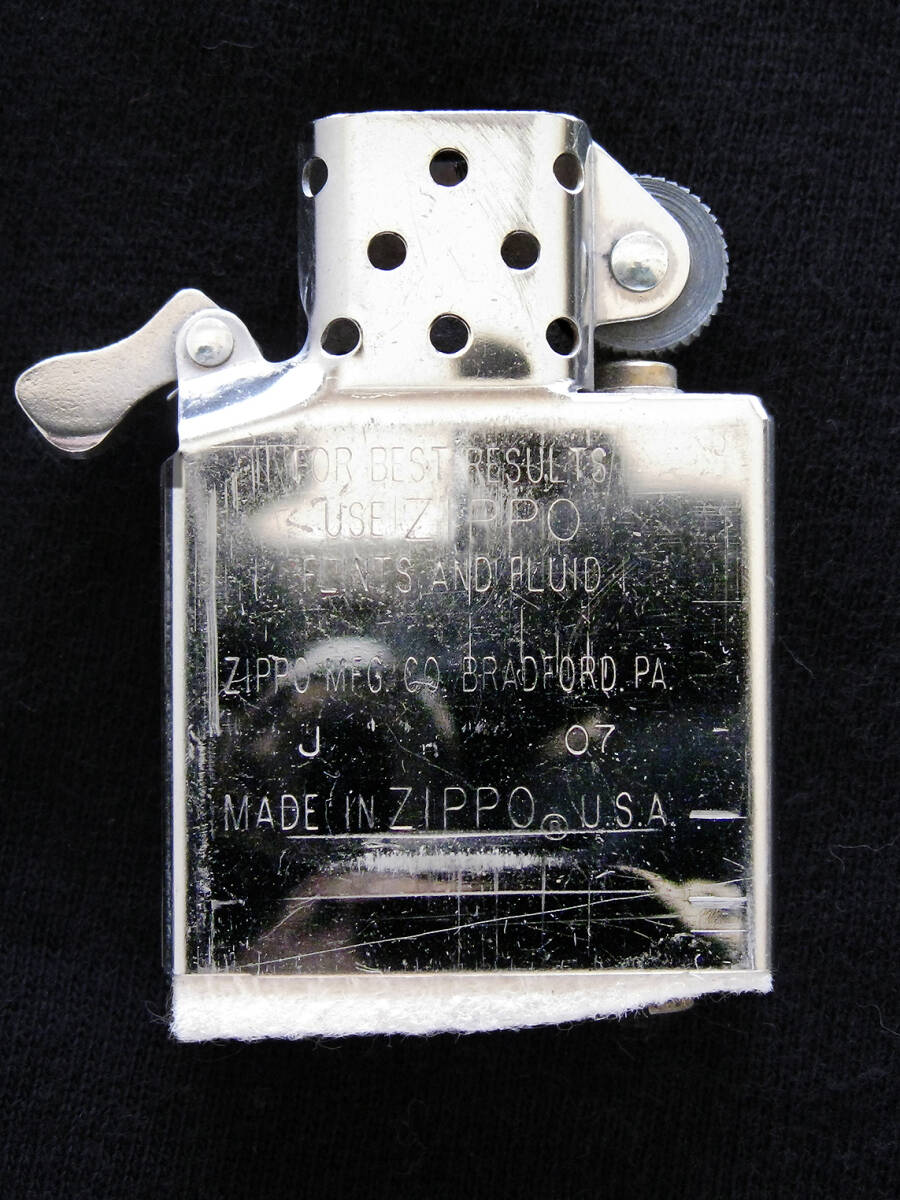 FOR BEST RESULTS
USE ZIPPO
FLINTS AND FLUID
ZIPPO MFG. CO. BRADFORD. PA.
J 07
MADE IN ZIPPO ® U.S.A.